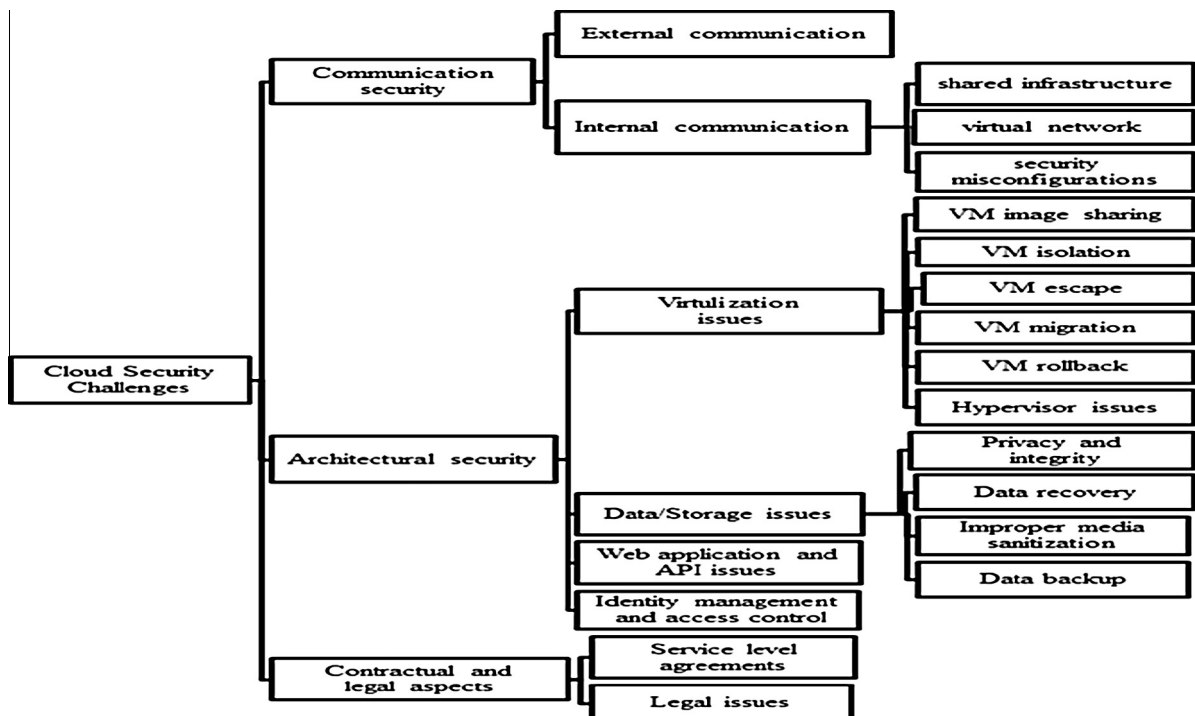 External communication
Communication
security
Internal communication
shared infrastructure
virtual network
security
misconfigurations
Cloud Security
Challenges
Architectural security
Virtulization
issues
VM image sharing
VM isolation
VM escape
VM migration
VM rollback
Hypervisor issues
Data/Storage issues
Privacy and
integrity
Data recovery
Improper media
sanitization
Data backup
Web application and
API issues
Identity management
and access control
Contractual and
legal aspects
Service level
agreements
Legal issues